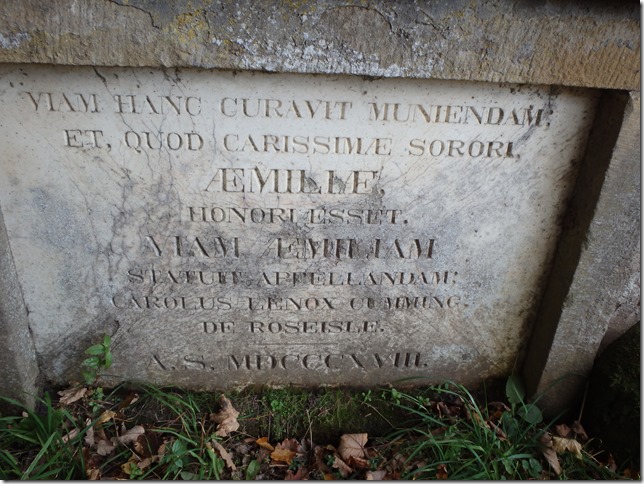 VIAM HANC CURAVIT MUNIENDAM;
ET, QUOD CARISSIMÆ SORORI,
ÆMILIÆ,
HONORI ESSET,
VIAM ÆMILIAM
STATUIT APPELLANDAM;
CAROLUS LENOX CUMMING,
DE ROSEISLE.
A. S. MDCCCXVIII.